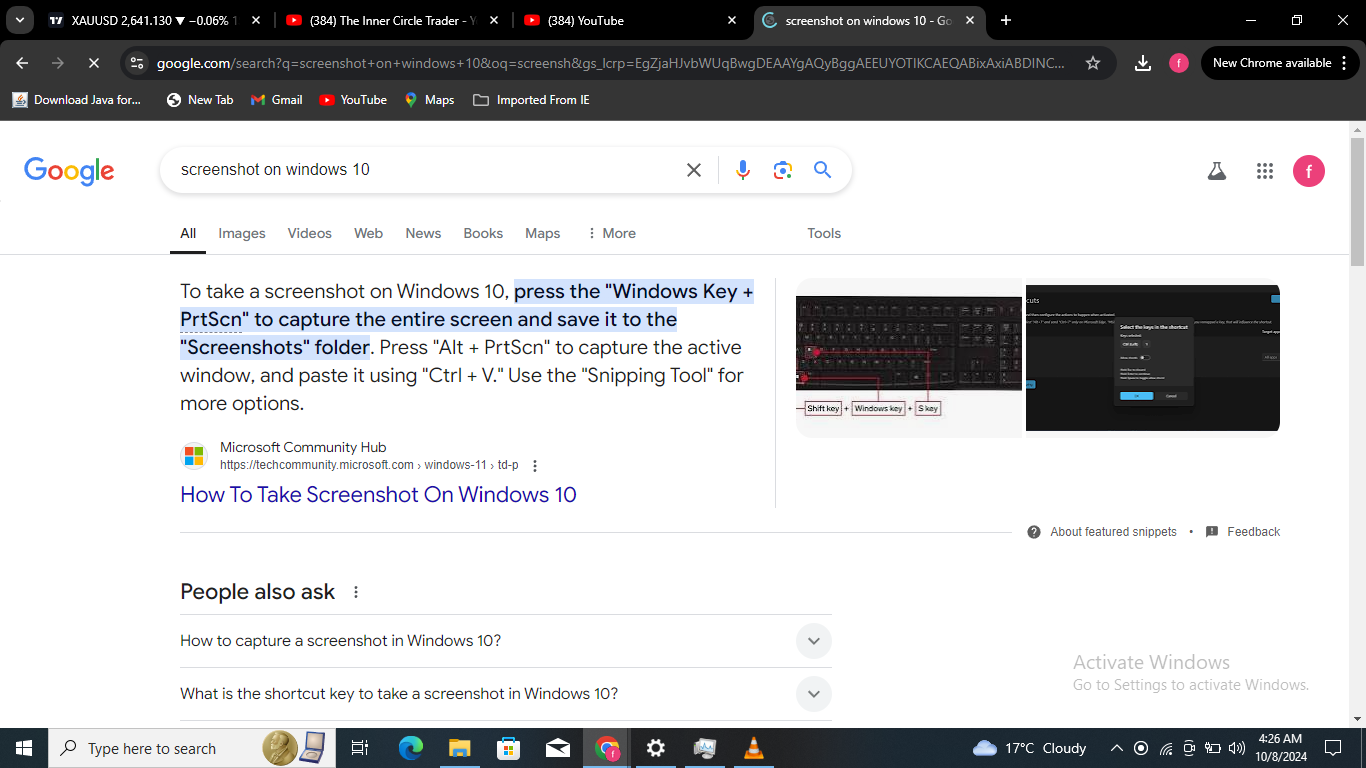 XAUUSD 2,641.130 ▼ −0.06%
(384) The Inner Circle Trader - Y
(384) YouTube
screenshot on windows 10 - Go
google.com/search?q=screenshot+on+windows+10&oq=screensh&gs_lcrp=EgZjaHJvbWUqBwgDEAAYgAQyBggAEEUYOTIKCAEQABixAxiABDINC...
New Chrome available
Download Java for...
New Tab
Gmail
YouTube
Maps
Imported From IE
Google
screenshot on windows 10
f
All
Images
Videos
Web
News
Books
Maps
More
Tools
To take a screenshot on Windows 10, press the "Windows Key +
PrtScn" to capture the entire screen and save it to the
"Screenshots" folder. Press "Alt + PrtScn" to capture the active
window, and paste it using "Ctrl + V." Use the "Snipping Tool" for
more options.
Shift key + Windows key + S key
cuts
Select the keys in the shortcut
Microsoft Community Hub
https://techcommunity.microsoft.com › windows-11 › td-p
How To Take Screenshot On Windows 10
About featured snippets • Feedback
People also ask
How to capture a screenshot in Windows 10?
What is the shortcut key to take a screenshot in Windows 10?
Activate Windows
Go to Settings to activate Windows.
Type here to search
17°C Cloudy
4:26 AM
10/8/2024